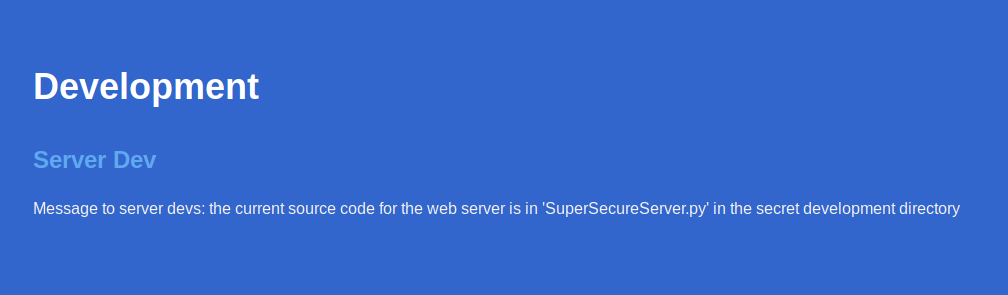 Development
Server Dev
Message to server devs: the current source code for the web server is in 'SuperSecureServer.py' in the secret development directory